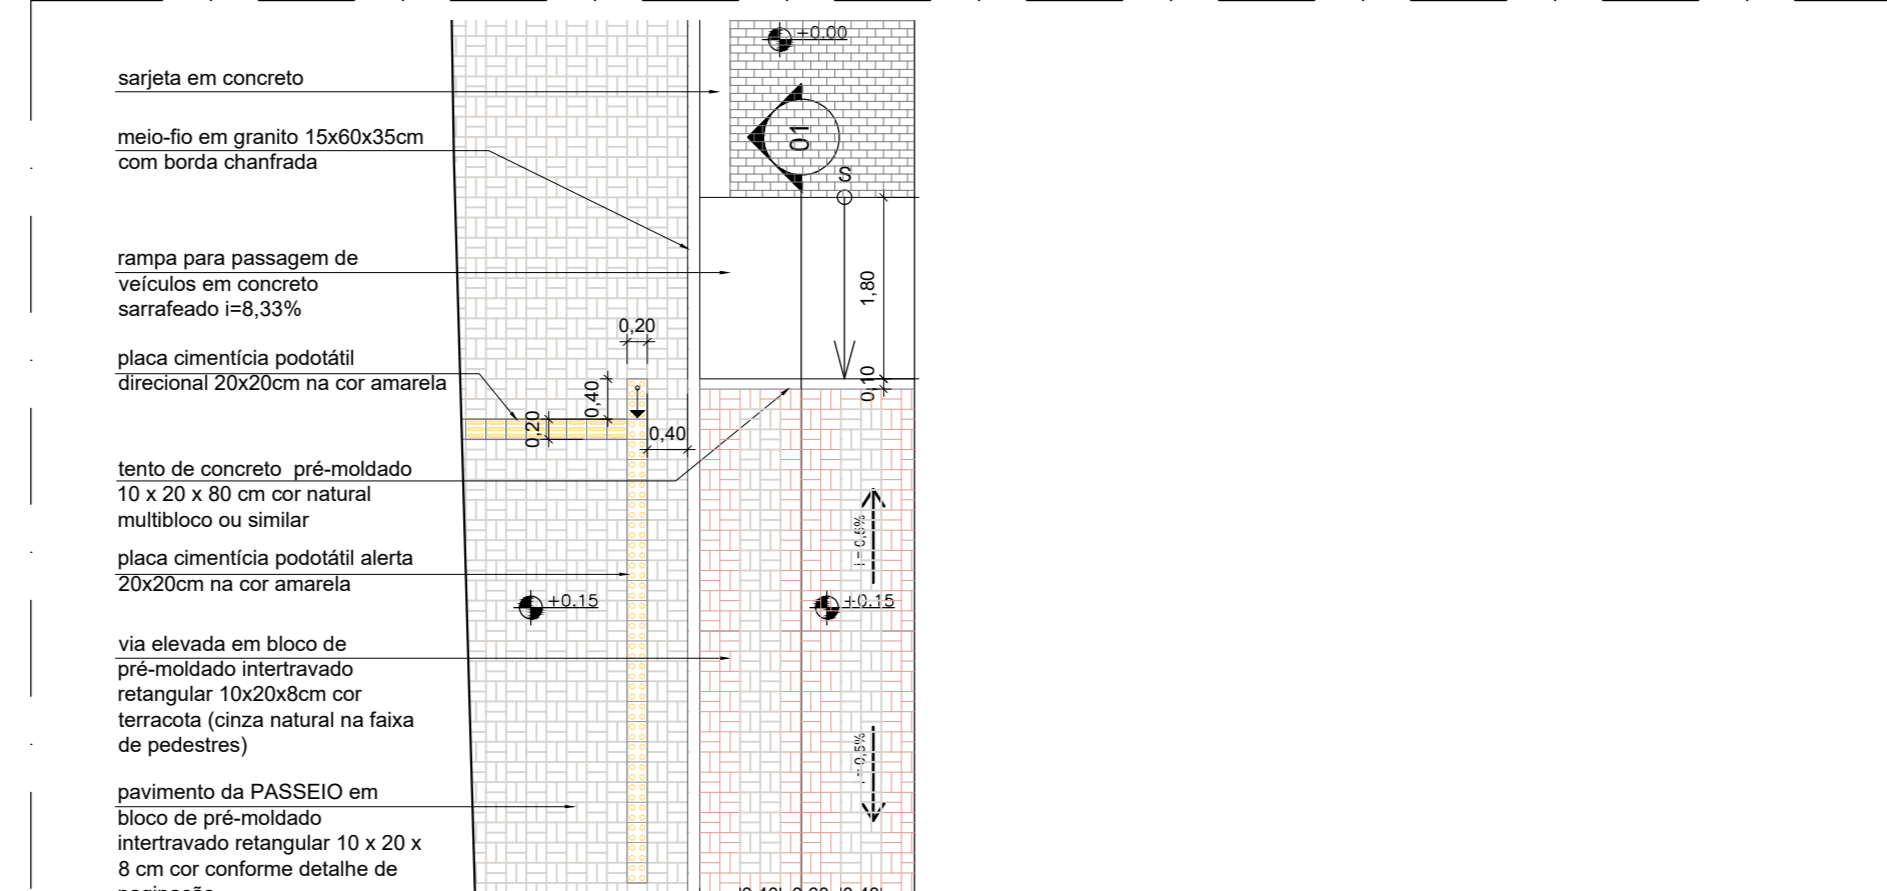 sarjeta em concreto
meio-fio em granito 15x60x35cm
com borda chanfrada
rampa para passagem de
veículos em concreto
sarrafeado i=8,33%
placa cimentícia podotátil
direcional 20x20cm na cor amarela
tento de concreto pré-moldado
10 x 20 x 80 cm cor natural
multibloco ou similar
placa cimentícia podotátil alerta
20x20cm na cor amarela
via elevada em bloco de
pré-moldado intertravado
retangular 10x20x8cm cor
terracota (cinza natural na faixa
de pedestres)
pavimento da PASSEIO em
bloco de pré-moldado
intertravado retangular 10 x 20 x
8 cm cor conforme detalhe de
+0.00
01
S
1,80
0,10
0,20
0,40
0,20
0,40
i=0,5%
+0.15
+0.15
i=0,5%